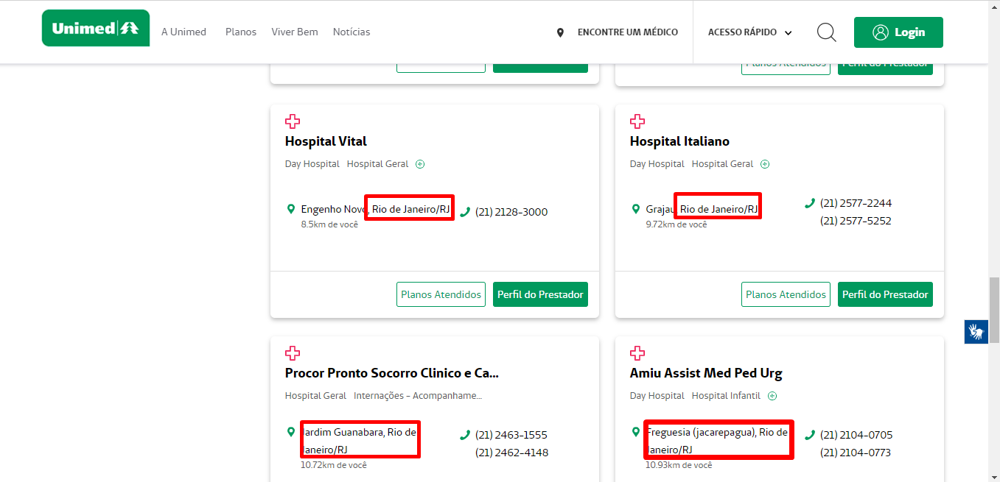 Unimed
A Unimed Planos Viver Bem Notícias
ENCONTRE UM MÉDICO
ACESSO RÁPIDO
Login
Planos Atendidos Perfil do Prestador
Hospital Vital
Day Hospital Hospital Geral
Engenho Novo, Rio de Janeiro/RJ
8.5km de você
(21) 2128-3000
Planos Atendidos Perfil do Prestador
Hospital Italiano
Day Hospital Hospital Geral
Grajau, Rio de Janeiro/RJ
9.72km de você
(21) 2577-2244
(21) 2577-5252
Planos Atendidos Perfil do Prestador
Procor Pronto Socorro Clinico e Ca...
Hospital Geral Internações - Acompanhame...
Jardim Guanabara, Rio de
Janeiro/RJ
10.72km de você
(21) 2463-1555
(21) 2462-4148
Amiu Assist Med Ped Urg
Day Hospital Hospital Infantil
Freguesia (jacarepagua), Rio de
Janeiro/RJ
10.93km de você
(21) 2104-0705
(21) 2104-0773